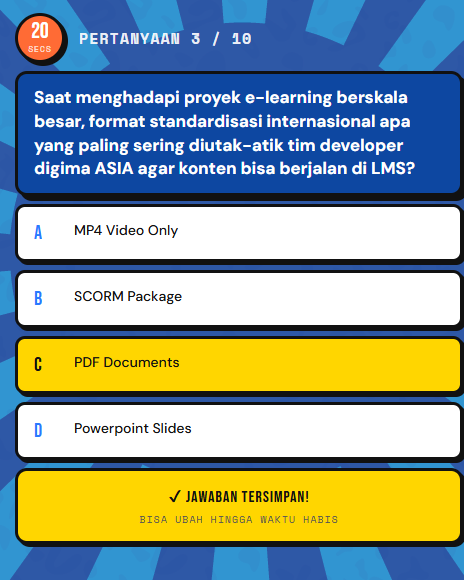 20
SECS
PERTANYAAN 3 / 10
Saat menghadapi proyek e-learning berskala
besar, format standardisasi internasional apa
yang paling sering diutak-atik tim developer
digima ASIA agar konten bisa berjalan di LMS?
A MP4 Video Only
B SCORM Package
C PDF Documents
D Powerpoint Slides
✓ JAWABAN TERSIMPAN!
BISA UBAH HINGGA WAKTU HABIS